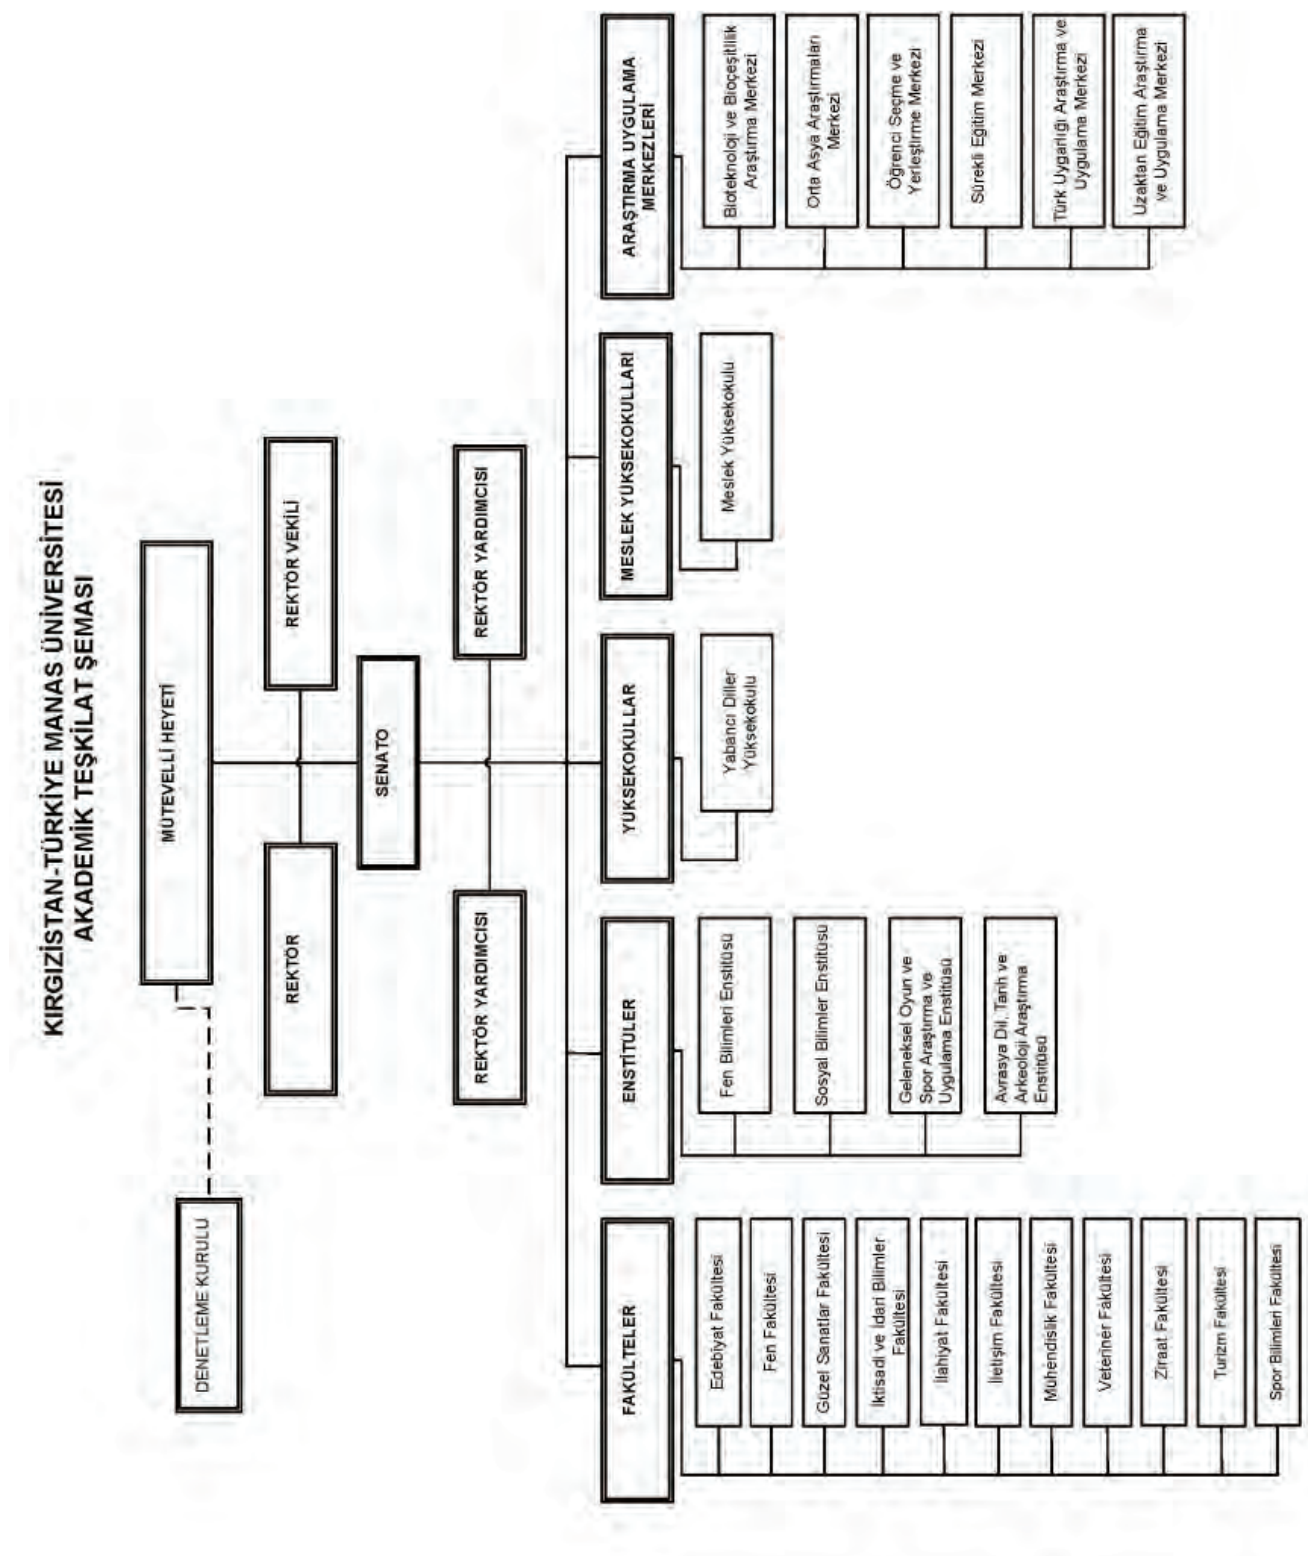 KIRGIZİSTAN-TÜRKİYE MANAS ÜNİVERSİTESİ
AKADEMİK TEŞKİLAT ŞEMASI
MÜTEVELLİ HEYETİ
DENETLEME KURULU
REKTÖR
REKTÖR VEKİLİ
SENATO
REKTÖR YARDIMCISI
REKTÖR YARDIMCISI
FAKÜLTELER
Edebiyat Fakültesi
Fen Fakültesi
Güzel Sanatlar Fakültesi
İktisadi ve İdari Bilimler
Fakültesi
İlahiyat Fakültesi
İletişim Fakültesi
Mühendislik Fakültesi
Veteriner Fakültesi
Ziraat Fakültesi
Turizm Fakültesi
Spor Bilimleri Fakültesi
ENSTİTÜLER
Fen Bilimleri Enstitüsü
Sosyal Bilimler Enstitüsü
Geleneksel Oyun ve
Spor Araştırma ve
Uygulama Enstitüsü
Avrasya Dil, Tarih ve
Arkeoloji Araştırma
Enstitüsü
YÜKSEKOKULLAR
Yabancı Diller
Yüksekokulu
MESLEK YÜKSEKOKULLARI
Meslek Yüksekokulu
ARAŞTIRMA UYGULAMA
MERKEZLERİ
Bioteknoloji ve Bioçeşitlilik
Araştırma Merkezi
Orta Asya Araştırmaları
Merkezi
Öğrenci Seçme ve
Yerleştirme Merkezi
Sürekli Eğitim Merkezi
Türk Uygarlığı Araştırma ve
Uygulama Merkezi
Uzaktan Eğitim Araştırma
ve Uygulama Merkezi